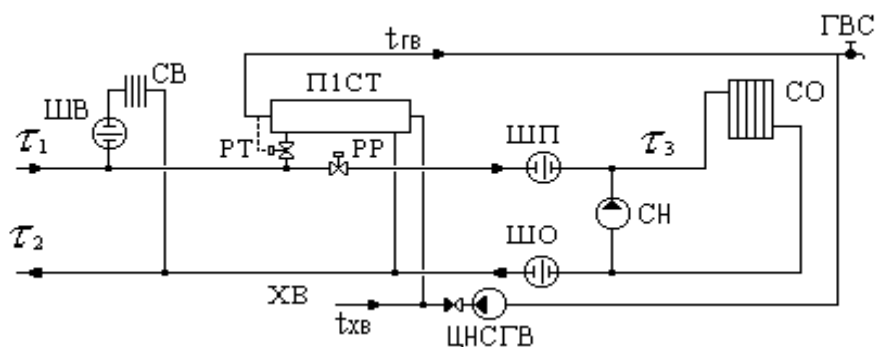 ГВС
tгв
СВ
П1СТ
СО
ШВ
τ1
РТ
РР
ШП
τ3
СН
τ2
ШО
ХВ
tхв
ЦНСГВ